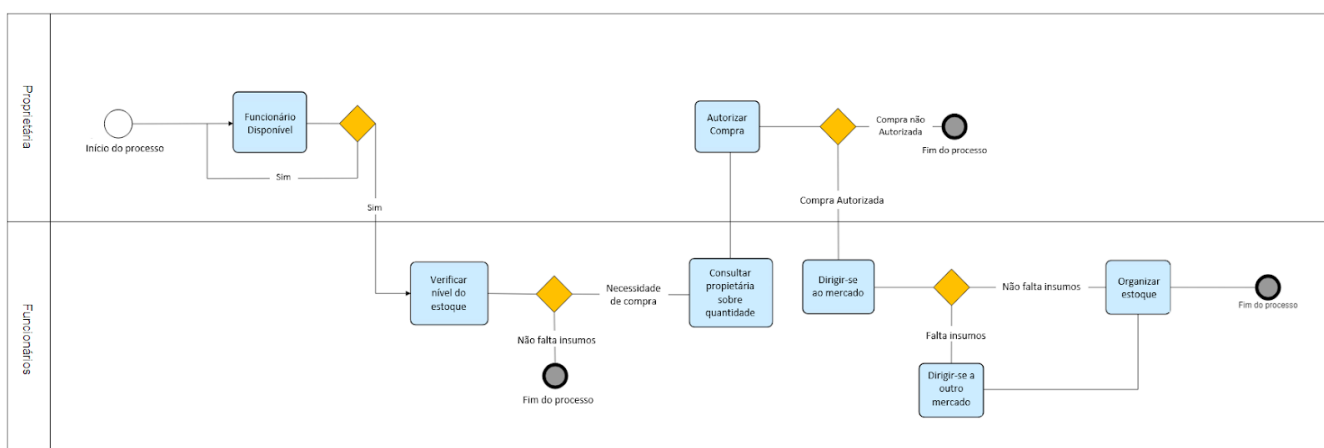 Proprietária
Início do processo
Funcionário
Disponível
Sim
Sim
Autorizar
Compra
Compra não
Autorizada
Fim do processo
Compra Autorizada
Funcionários
Verificar
nível do
estoque
Não falta insumos
Fim do processo
Necessidade
de compra
Consultar
propietária
sobre
quantidade
Dirigir-se
ao mercado
Não falta insumos
Falta insumos
Dirigir-se a
outro
mercado
Organizar
estoque
Fim do processo